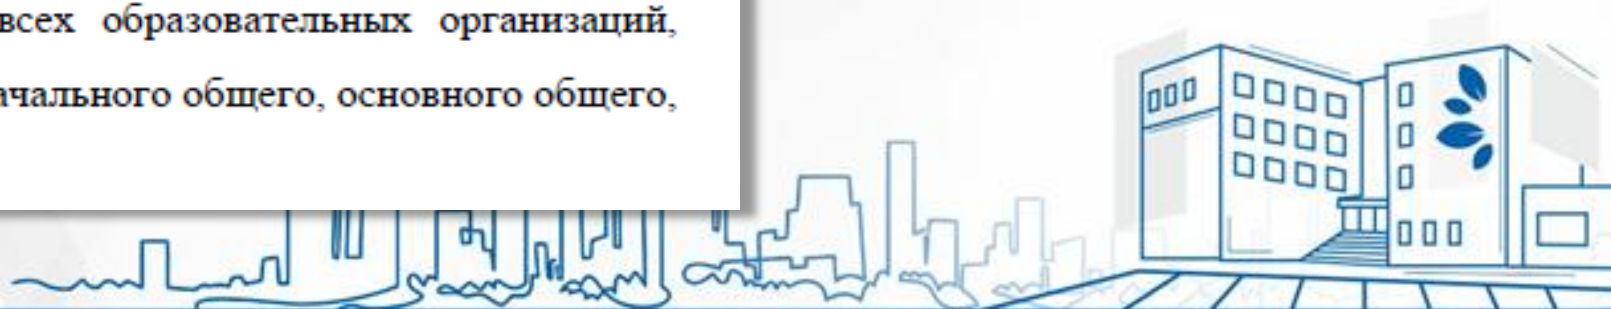 всех образовательных организаций,
ачального общего, основного общего,